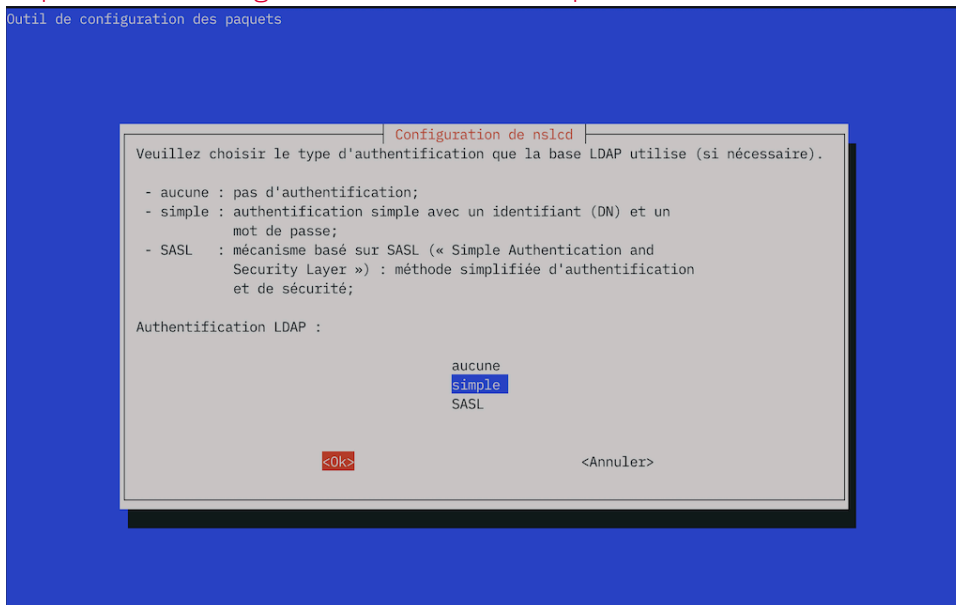 Outil de configuration des paquets
Configuration de nslcd
Veuillez choisir le type d'authentification que la base LDAP utilise (si nécessaire).
- aucune : pas d'authentification;
- simple : authentification simple avec un identifiant (DN) et un
mot de passe;
- SASL : mécanisme basé sur SASL (« Simple Authentication and
Security Layer ») : méthode simplifiée d'authentification
et de sécurité;
Authentification LDAP :
aucune
simple
SASL
<Ok> <Annuler>